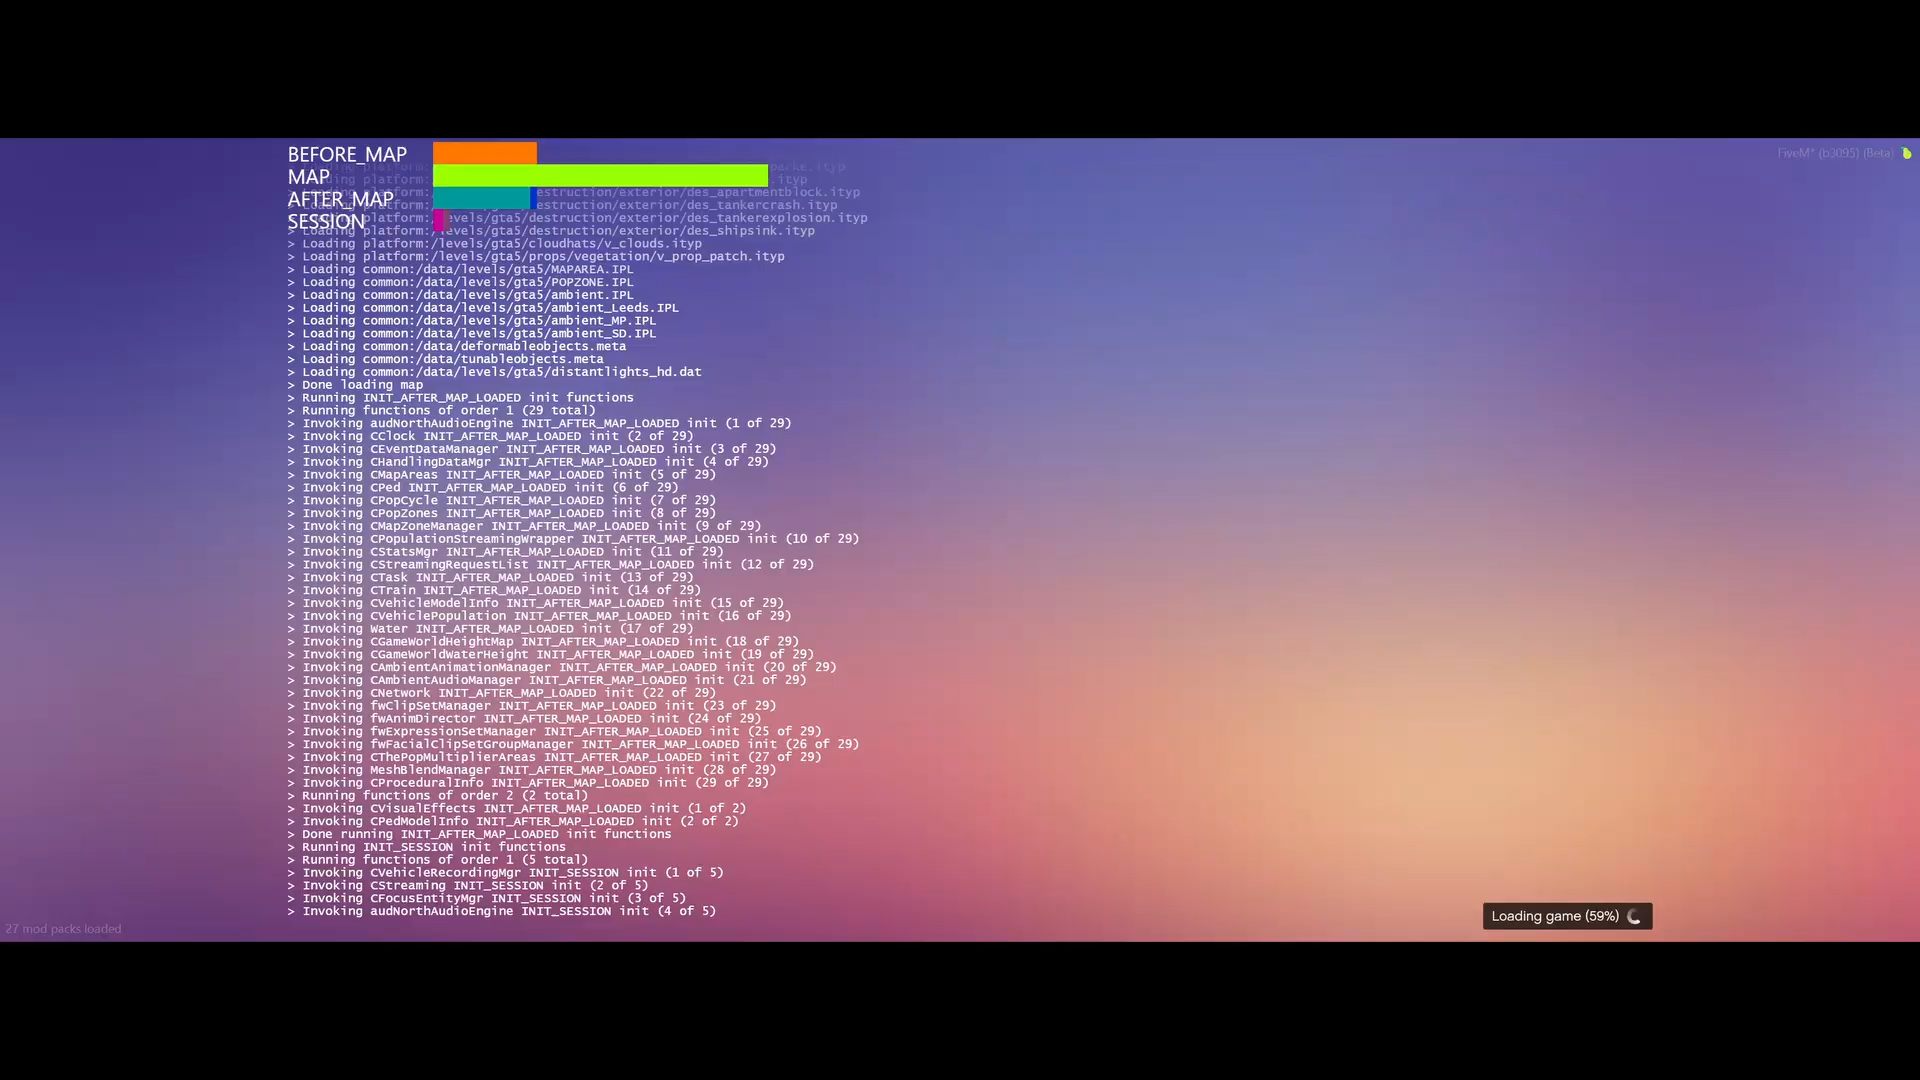 BEFORE_MAP
MAP
AFTER_MAP
SESSION
FiveM* (b3095) (Beta)
platform:
destruction/exterior/des_apartmentblock.ityp
destruction/exterior/des_tankercrash.ityp
levels/gta5/destruction/exterior/des_tankerexplosion.ityp
> Loading platform:/levels/gta5/destruction/exterior/des_shipsink.ityp
> Loading platform:/levels/gta5/cloudhats/v_clouds.ityp
> Loading platform:/levels/gta5/props/vegetation/v_prop_patch.ityp
> Loading common:/data/levels/gta5/MAPAREA.IPL
> Loading common:/data/levels/gta5/POPZONE.IPL
> Loading common:/data/levels/gta5/ambient.IPL
> Loading common:/data/levels/gta5/ambient_Leeds.IPL
> Loading common:/data/levels/gta5/ambient_MP.IPL
> Loading common:/data/levels/gta5/ambient_SD.IPL
> Loading common:/data/deformableobjects.meta
> Loading common:/data/tunableobjects.meta
> Loading common:/data/levels/gta5/distantlights_hd.dat
> Done loading map
> Running INIT_AFTER_MAP_LOADED init functions
> Running functions of order 1 (29 total)
> Invoking audNorthAudioEngine INIT_AFTER_MAP_LOADED init (1 of 29)
> Invoking CClock INIT_AFTER_MAP_LOADED init (2 of 29)
> Invoking CEventDataManager INIT_AFTER_MAP_LOADED init (3 of 29)
> Invoking CHandlingDataMgr INIT_AFTER_MAP_LOADED init (4 of 29)
> Invoking CMapAreas INIT_AFTER_MAP_LOADED init (5 of 29)
> Invoking CPed INIT_AFTER_MAP_LOADED init (6 of 29)
> Invoking CPopCycle INIT_AFTER_MAP_LOADED init (7 of 29)
> Invoking CPopZones INIT_AFTER_MAP_LOADED init (8 of 29)
> Invoking CMapZoneManager INIT_AFTER_MAP_LOADED init (9 of 29)
> Invoking CPopulationStreamingWrapper INIT_AFTER_MAP_LOADED init (10 of 29)
> Invoking CStatsMgr INIT_AFTER_MAP_LOADED init (11 of 29)
> Invoking CStreamingRequestList INIT_AFTER_MAP_LOADED init (12 of 29)
> Invoking CTask INIT_AFTER_MAP_LOADED init (13 of 29)
> Invoking CTrain INIT_AFTER_MAP_LOADED init (14 of 29)
> Invoking CVehicleModelInfo INIT_AFTER_MAP_LOADED init (15 of 29)
> Invoking CVehiclePopulation INIT_AFTER_MAP_LOADED init (16 of 29)
> Invoking Water INIT_AFTER_MAP_LOADED init (17 of 29)
> Invoking CGameWorldHeightMap INIT_AFTER_MAP_LOADED init (18 of 29)
> Invoking CGameWorldWaterHeight INIT_AFTER_MAP_LOADED init (19 of 29)
> Invoking CAmbientAnimationManager INIT_AFTER_MAP_LOADED init (20 of 29)
> Invoking CAmbientAudioManager INIT_AFTER_MAP_LOADED init (21 of 29)
> Invoking CNetwork INIT_AFTER_MAP_LOADED init (22 of 29)
> Invoking fwClipSetManager INIT_AFTER_MAP_LOADED init (23 of 29)
> Invoking fwAnimDirector INIT_AFTER_MAP_LOADED init (24 of 29)
> Invoking fwExpressionSetManager INIT_AFTER_MAP_LOADED init (25 of 29)
> Invoking fwFacialClipSetGroupManager INIT_AFTER_MAP_LOADED init (26 of 29)
> Invoking CThePopMultiplierAreas INIT_AFTER_MAP_LOADED init (27 of 29)
> Invoking MeshBlendManager INIT_AFTER_MAP_LOADED init (28 of 29)
> Invoking CProceduralInfo INIT_AFTER_MAP_LOADED init (29 of 29)
> Running functions of order 2 (2 total)
> Invoking CVisualEffects INIT_AFTER_MAP_LOADED init (1 of 2)
> Invoking CPedModelInfo INIT_AFTER_MAP_LOADED init (2 of 2)
> Done running INIT_AFTER_MAP_LOADED init functions
> Running INIT_SESSION init functions
> Running functions of order 1 (5 total)
> Invoking CVehicleRecordingMgr INIT_SESSION init (1 of 5)
> Invoking CStreaming INIT_SESSION init (2 of 5)
> Invoking CFocusEntityMgr INIT_SESSION init (3 of 5)
> Invoking audNorthAudioEngine INIT_SESSION init (4 of 5)
Loading game (59%)
27 mod packs loaded